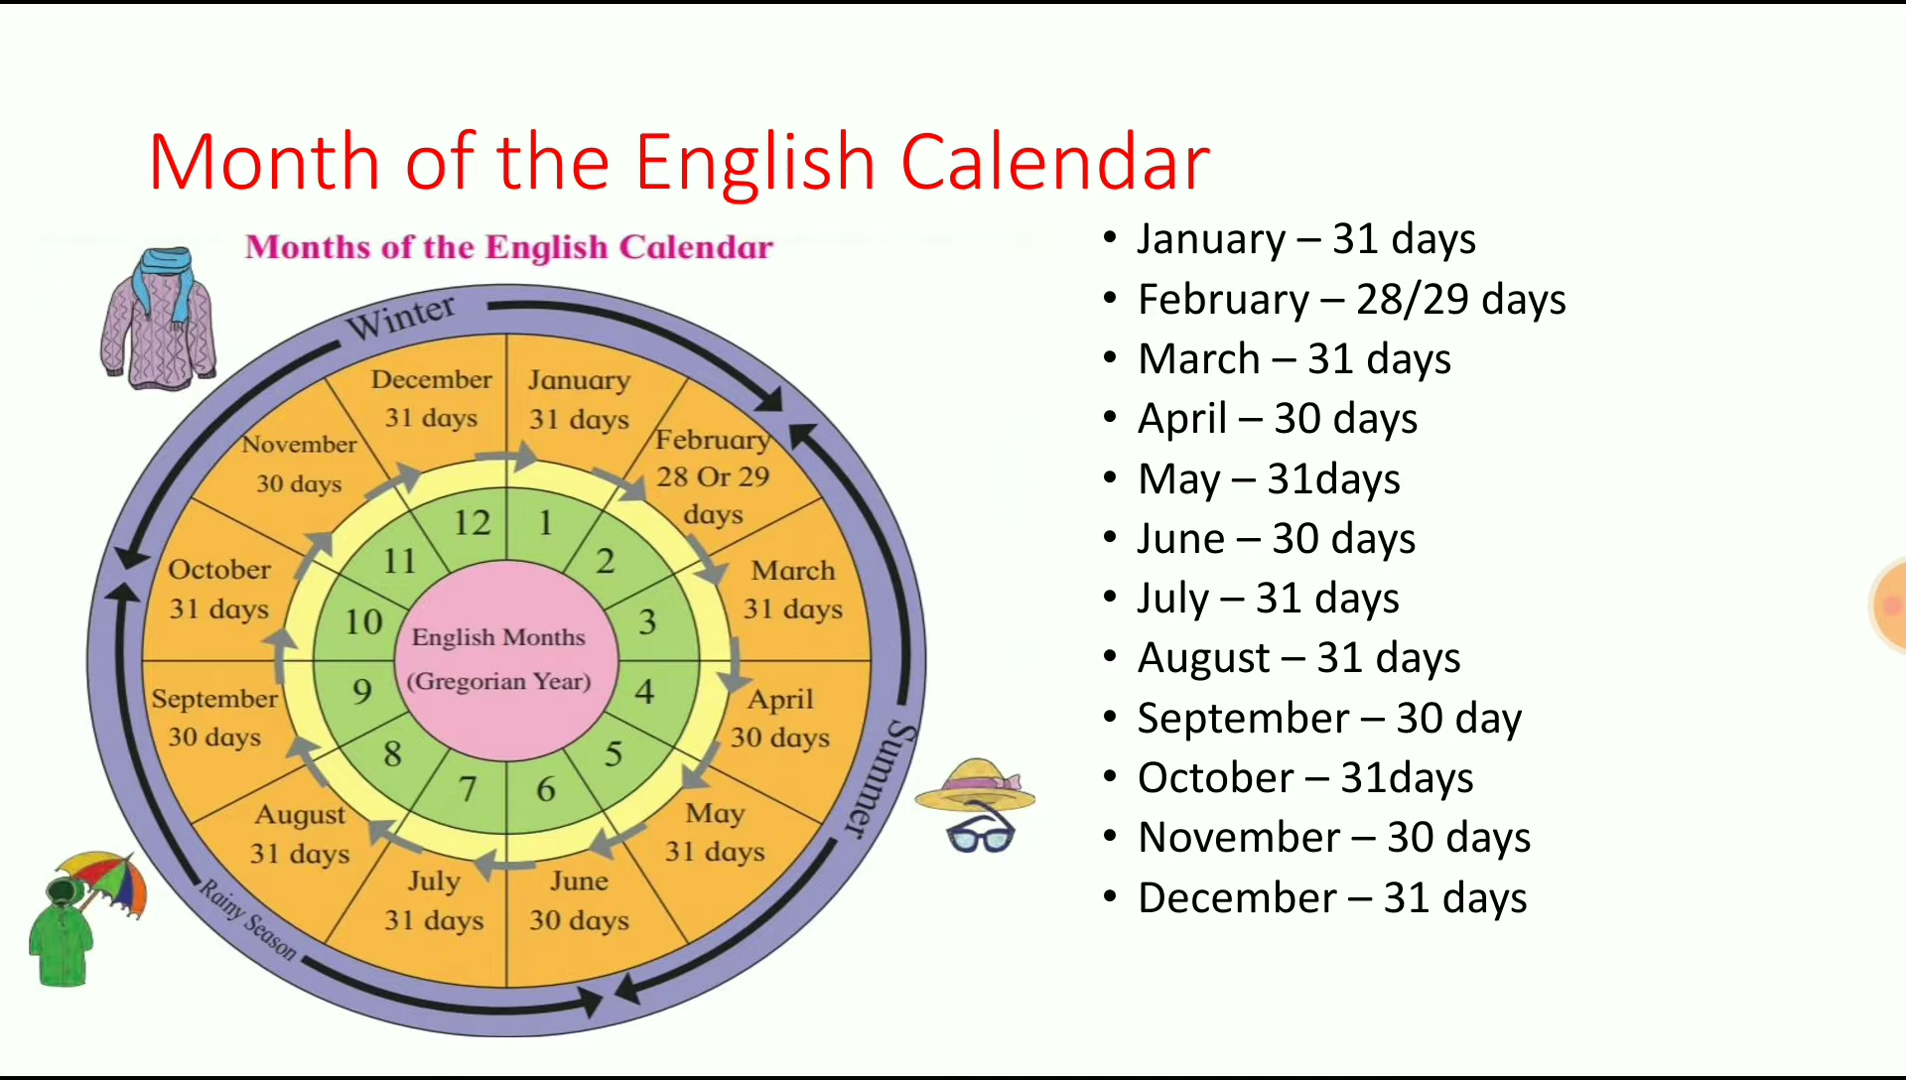 Month of the English Calendar
Months of the English Calendar
Winter
December
31 days
January
31 days
November
30 days
February
28 Or 29
days
October
31 days
March
31 days
September
30 days
April
30 days
August
31 days
May
31 days
July
31 days
June
30 days
12
1
11
2
10
3
9
4
8
5
7
6
English Months
(Gregorian Year)
Summer
Rainy Season
• January – 31 days
• February – 28/29 days
• March – 31 days
• April – 30 days
• May – 31days
• June – 30 days
• July – 31 days
• August – 31 days
• September – 30 day
• October – 31days
• November – 30 days
• December – 31 days